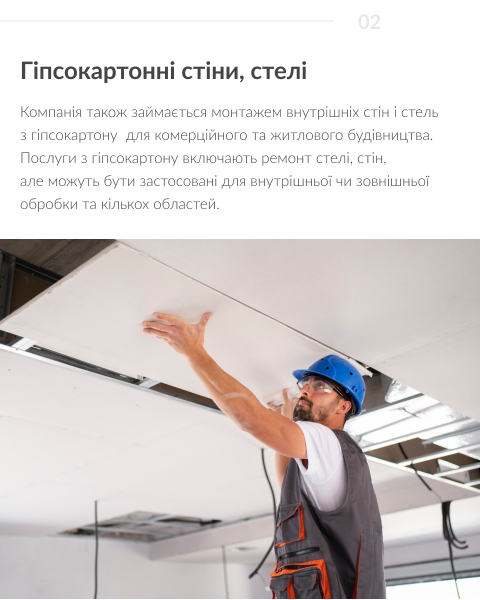 02
Гіпсокартонні стіни, стелі
Компанія також займається монтажем внутрішніх стін і стель
з гіпсокартону для комерційного та житлового будівництва.
Послуги з гіпсокартону включають ремонт стелі, стін,
але можуть бути застосовані для внутрішньої чи зовнішньої
обробки та кількох областей.